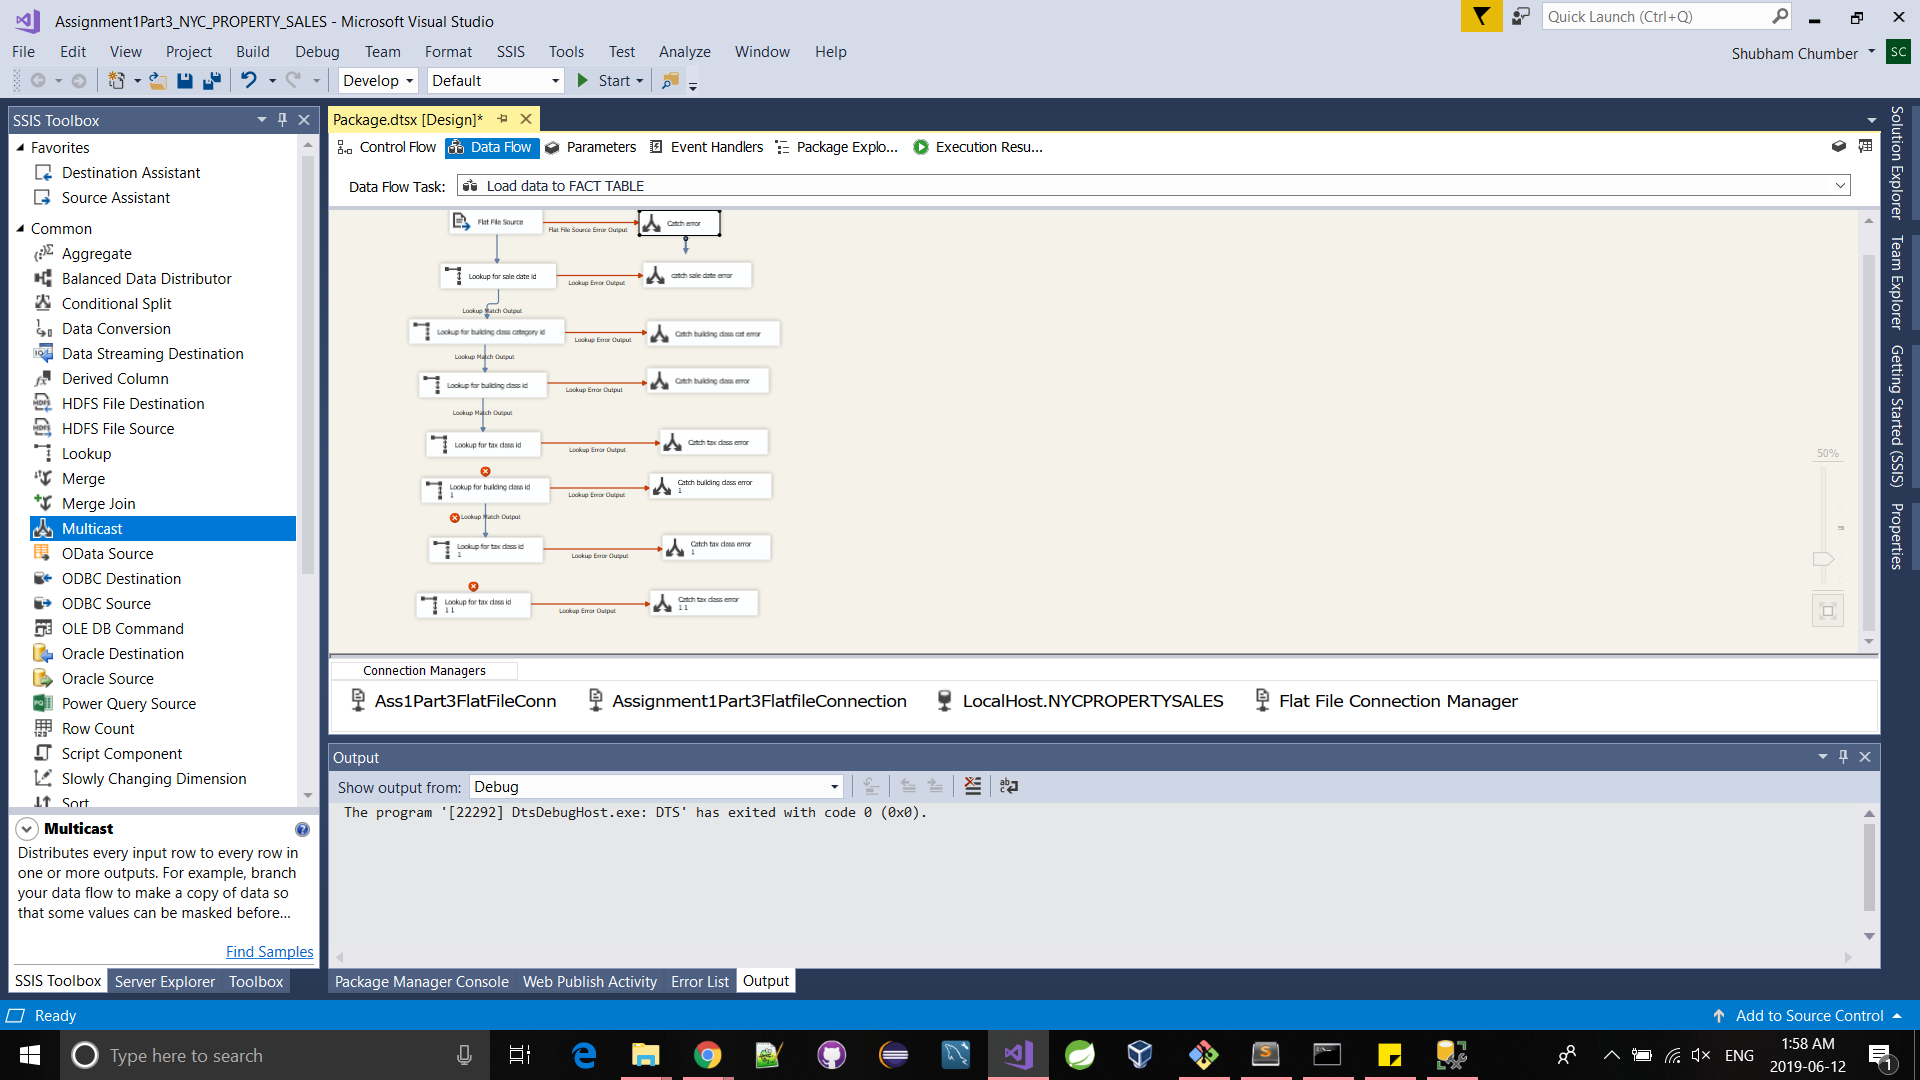 Assignment1Part3_NYC_PROPERTY_SALES - Microsoft Visual Studio
Quick Launch (Ctrl+Q)
File Edit View Project Build Debug Team Format SSIS Tools Test Analyze Window Help
Shubham Chumber SC
Develop Default Start
SSIS Toolbox
Favorites
Destination Assistant
Source Assistant
Common
Aggregate
Balanced Data Distributor
Conditional Split
Data Conversion
Data Streaming Destination
Derived Column
HDFS File Destination
HDFS File Source
Lookup
Merge
Merge Join
Multicast
OData Source
ODBC Destination
ODBC Source
OLE DB Command
Oracle Destination
Oracle Source
Power Query Source
Row Count
Script Component
Slowly Changing Dimension
Sort
Multicast
Distributes every input row to every row in
one or more outputs. For example, branch
your data flow to make a copy of data so
that some values can be masked before...
Find Samples
SSIS Toolbox Server Explorer Toolbox
Package.dtsx [Design]*
Control Flow Data Flow Parameters Event Handlers Package Explo... Execution Resu...
Data Flow Task: Load data to FACT TABLE
Flat File Source Flat File Source Error Output Catch error
Lookup for sale date id Lookup Error Output catch sale date error
Lookup Match Output
Lookup for building class category id Lookup Error Output Catch building class cat error
Lookup Match Output
Lookup for building class id Lookup Error Output Catch building class error
Lookup Match Output
Lookup for tax class id Lookup Error Output Catch tax class error
Lookup for building class id
1
Lookup Error Output
Catch building class error
1
Lookup Match Output
Lookup for tax class id
1
Lookup Error Output
Catch tax class error
1
Lookup for tax class id
1 1
Lookup Error Output
Catch tax class error
1 1
50%
Connection Managers
Ass1Part3FlatFileConn Assignment1Part3FlatfileConnection LocalHost.NYCPROPERTYSALES Flat File Connection Manager
Output
Show output from: Debug
The program '[22292] DtsDebugHost.exe: DTS' has exited with code 0 (0x0).
Package Manager Console Web Publish Activity Error List Output
Solution Explorer
Team Explorer
Getting Started (SSIS)
Properties
Ready
Add to Source Control
Type here to search
ENG
1:58 AM
2019-06-12
1